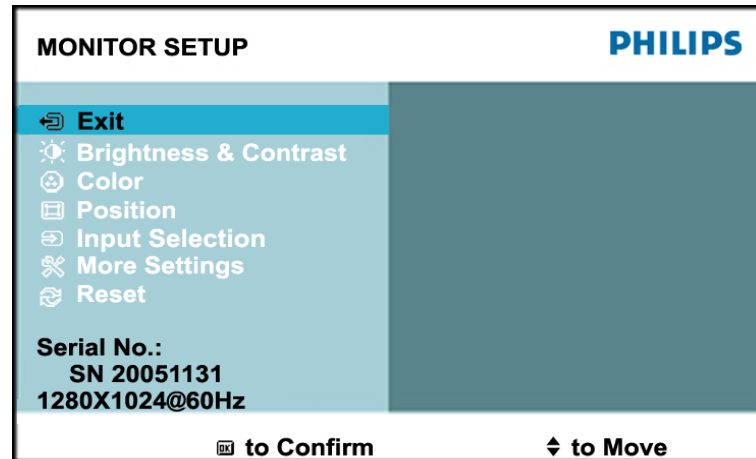 MONITOR SETUP PHILIPS
Exit
Brightness & Contrast
Color
Position
Input Selection
More Settings
Reset
Serial No.:
SN 20051131
1280X1024@60Hz
OK to Confirm to Move